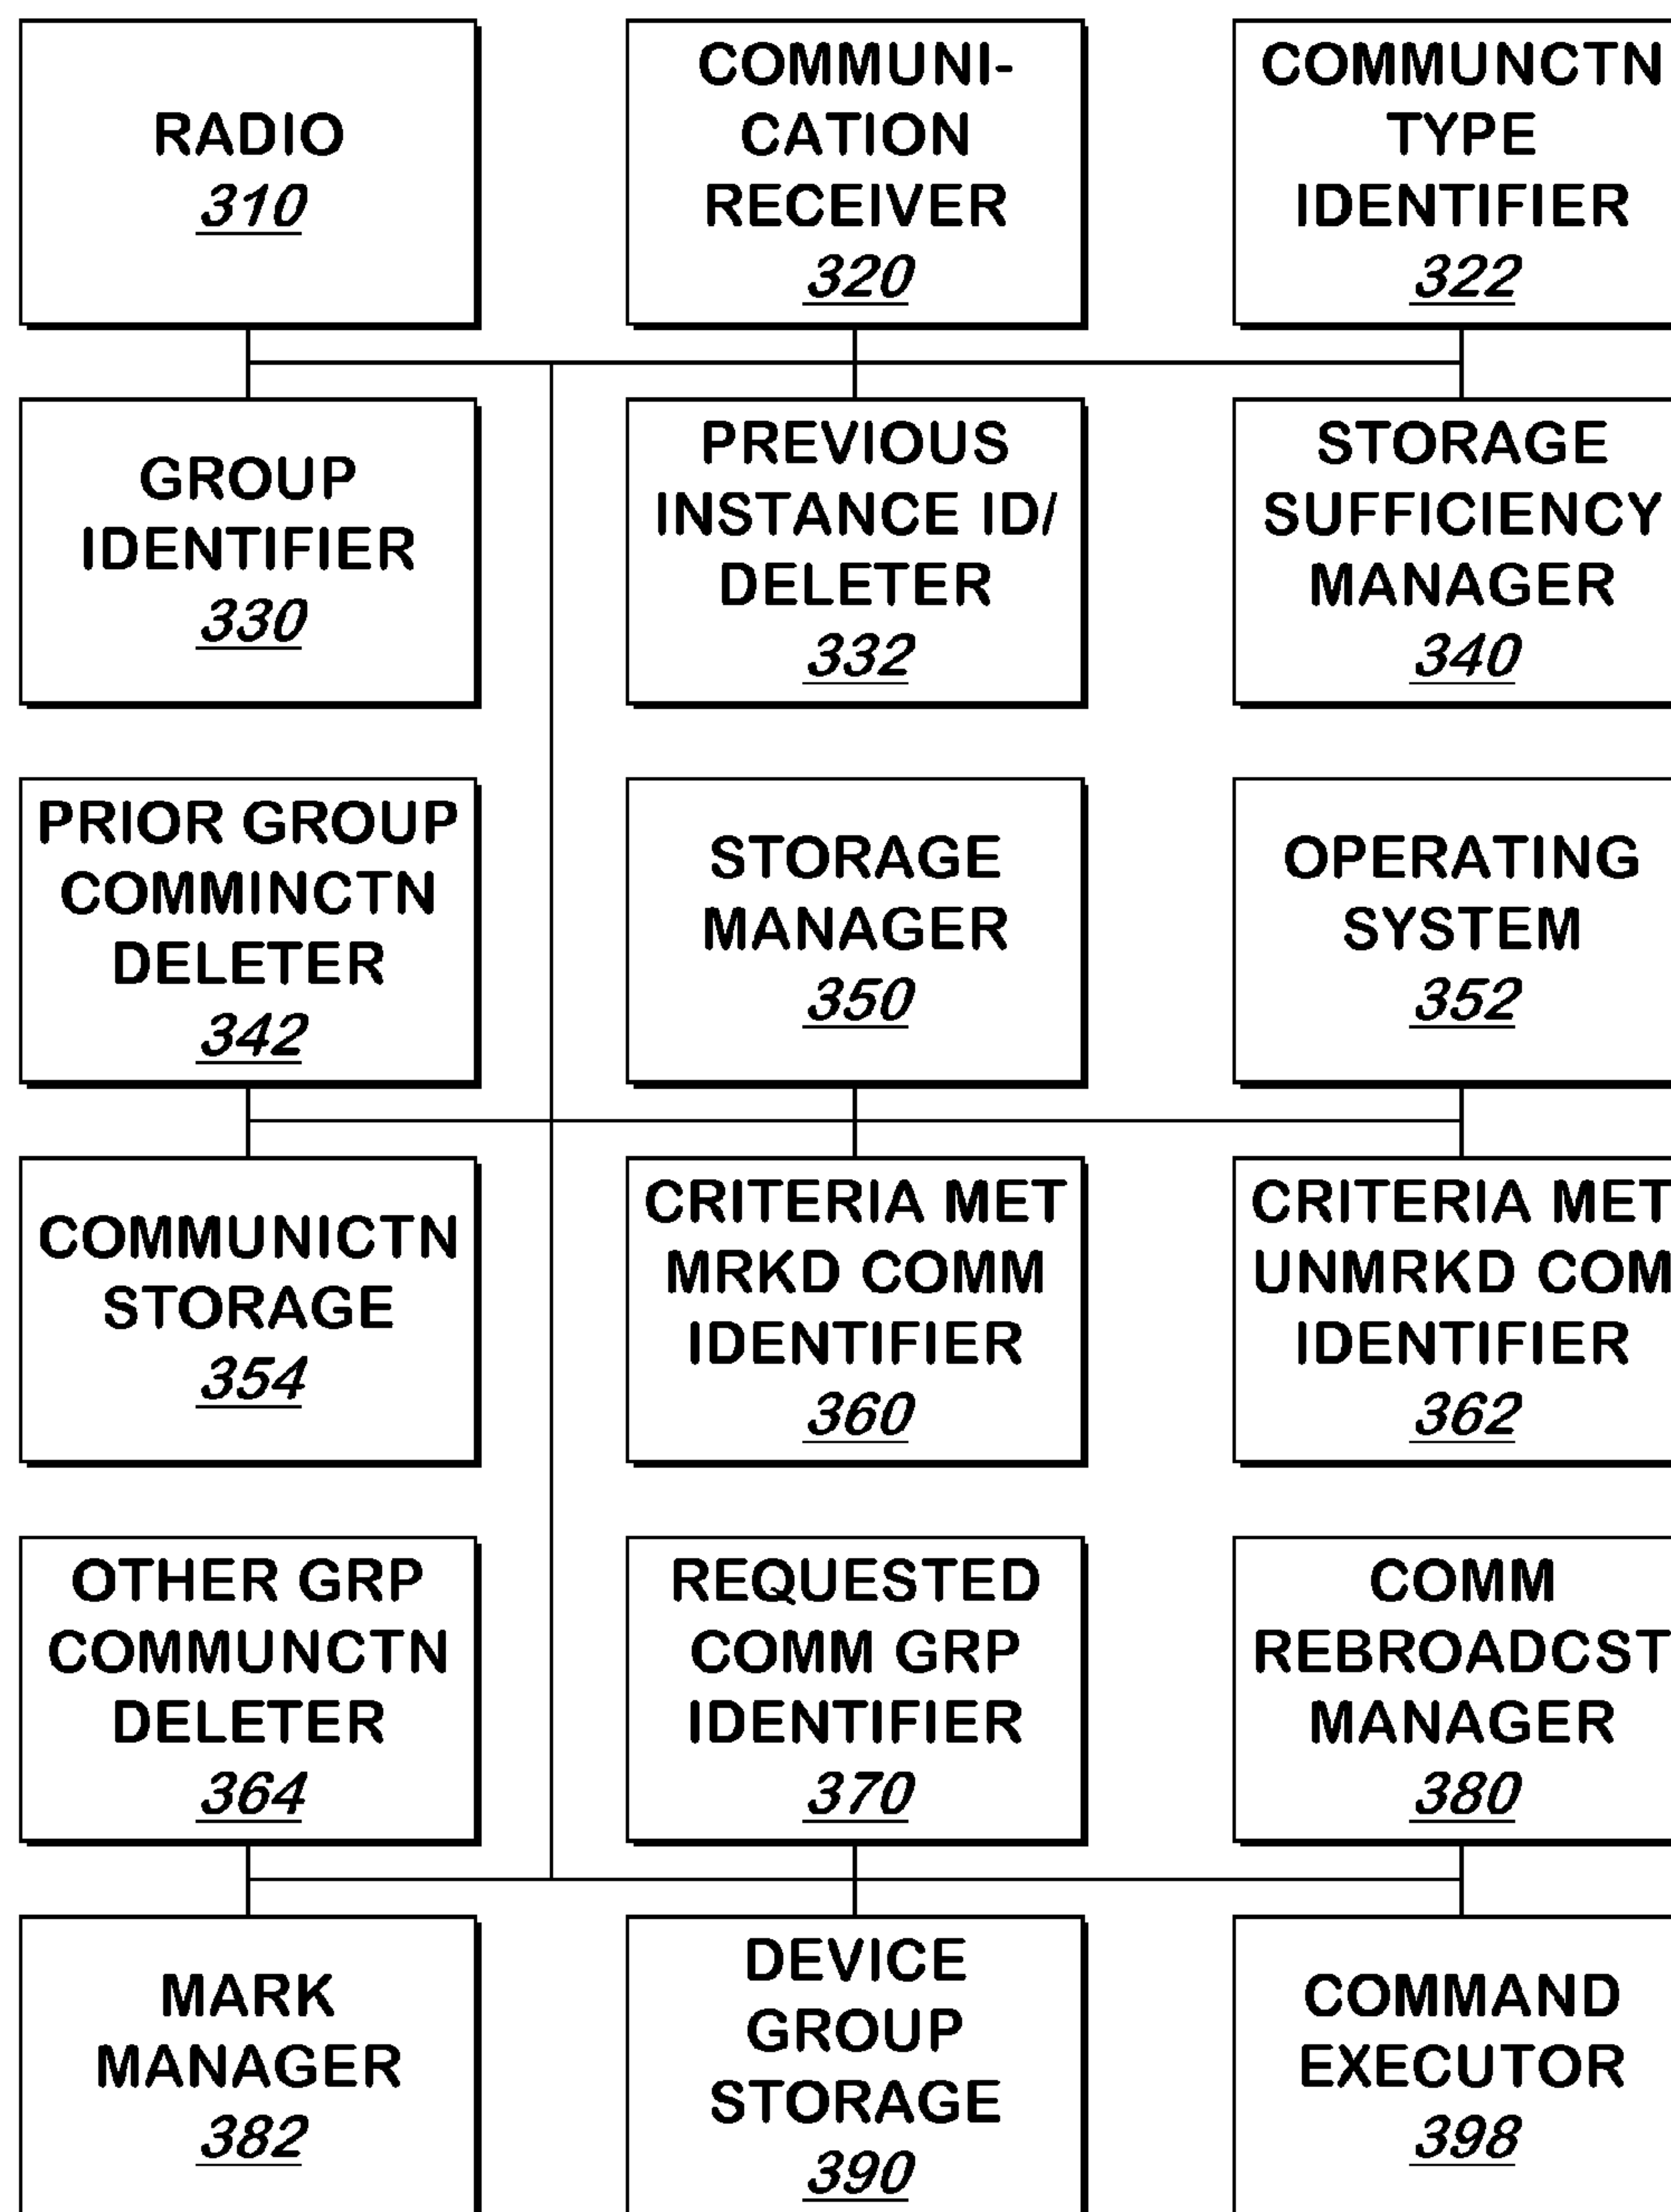 RADIO
310
COMMUNI-
CATION
RECEIVER
320
COMMUNCTN
TYPE
IDENTIFIER
322
GROUP
IDENTIFIER
330
PREVIOUS
INSTANCE ID/
DELETER
332
STORAGE
SUFFICIENCY
MANAGER
340
PRIOR GROUP
COMMINCTN
DELETER
342
STORAGE
MANAGER
350
OPERATING
SYSTEM
352
COMMUNICTN
STORAGE
354
CRITERIA MET
MRKD COMM
IDENTIFIER
360
CRITERIA MET
UNMRKD COM
IDENTIFIER
362
OTHER GRP
COMMUNCTN
DELETER
364
REQUESTED
COMM GRP
IDENTIFIER
370
COMM
REBROADCST
MANAGER
380
MARK
MANAGER
382
DEVICE
GROUP
STORAGE
390
COMMAND
EXECUTOR
398